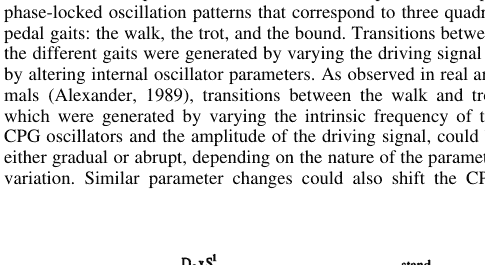 phase-locked oscillation patterns that correspond to three quadr
pedal gaits: the walk, the trot, and the bound. Transitions betwe
the different gaits were generated by varying the driving signal
by altering internal oscillator parameters. As observed in real an
mals (Alexander, 1989), transitions between the walk and tro
which were generated by varying the intrinsic frequency of t
CPG oscillators and the amplitude of the driving signal, could
either gradual or abrupt, depending on the nature of the paramet
variation. Similar parameter changes could also shift the CP
stand